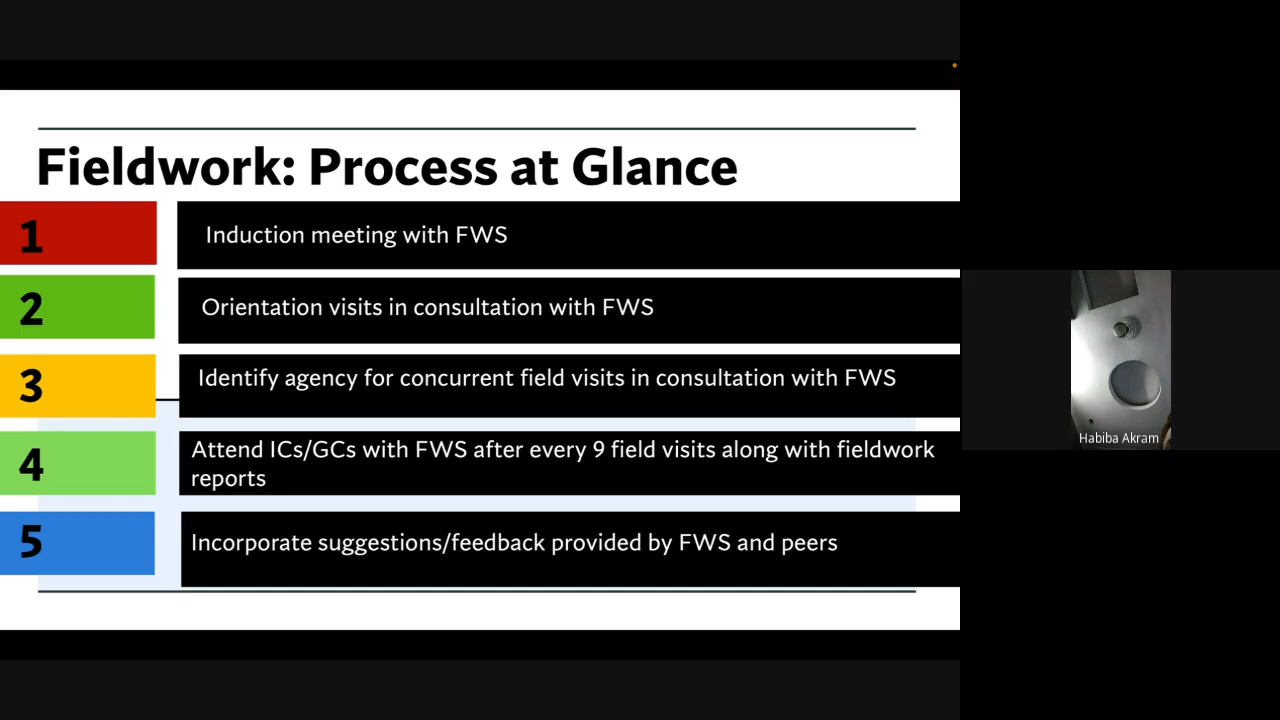 Fieldwork: Process at Glance
1
Induction meeting with FWS
2
Orientation visits in consultation with FWS
3
Identify agency for concurrent field visits in consultation with FWS
4
Attend ICs/GCs with FWS after every 9 field visits along with fieldwork
reports
5
Incorporate suggestions/feedback provided by FWS and peers
Habiba Akram